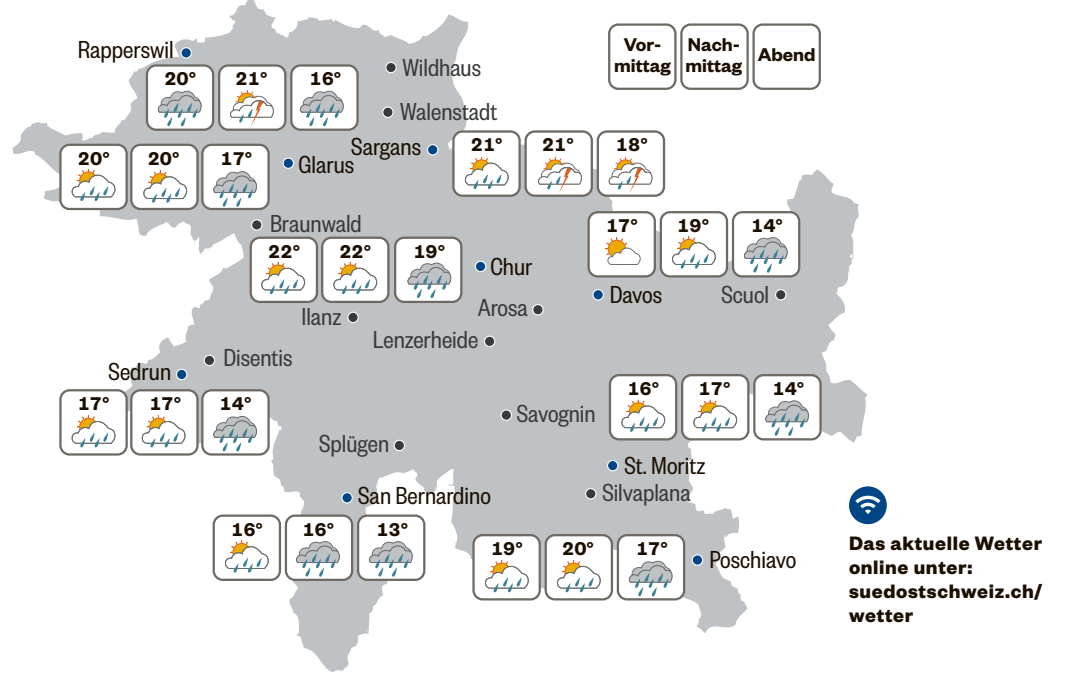 Rapperswil
Wildhaus
Vor-
mittag
Nach-
mittag
Abend
20° 21° 16°
Walenstadt
Sargans
21° 21° 18°
Glarus
20° 20° 17°
Braunwald
17° 19° 14°
22° 22° 19°
Chur
Davos
Scuol
Arosa
Ilanz
Lenzerheide
Disentis
Sedrun
17° 17° 14°
16° 17° 14°
Savognin
Splügen
St. Moritz
Silvaplana
San Bernardino
16° 16° 13°
19° 20° 17°
Poschiavo
Das aktuelle Wetter
online unter:
suedostschweiz.ch/
wetter